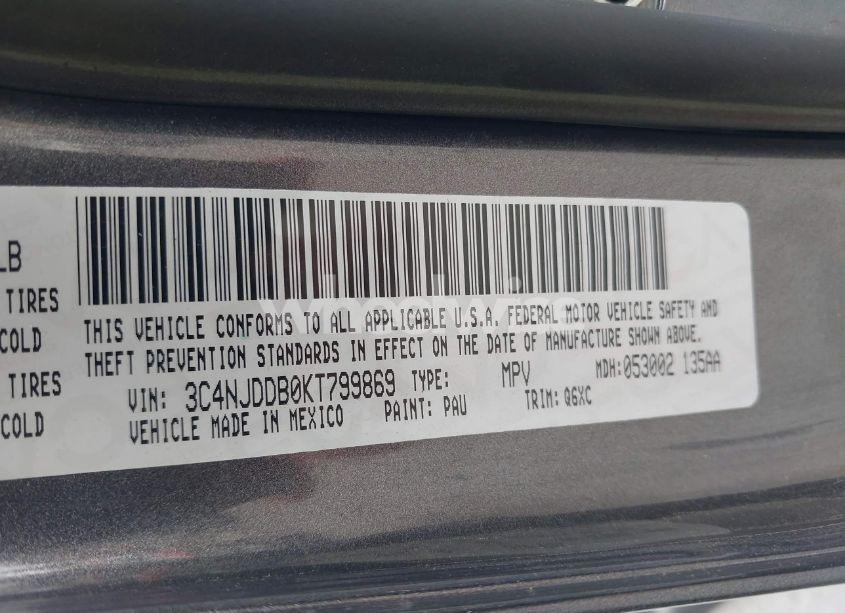 LB
TIRES
COLD
TIRES
COLD
THIS VEHICLE CONFORMS TO ALL APPLICABLE U.S.A. FEDERAL MOTOR VEHICLE SAFETY AND
THEFT PREVENTION STANDARDS IN EFFECT ON THE DATE OF MANUFACTURE SHOWN ABOVE.
VIN: 3C4NJDDB0KT799869 TYPE: MPV MDH: 053002 135AA
VEHICLE MADE IN MEXICO PAINT: PAU TRIM: Q6XC